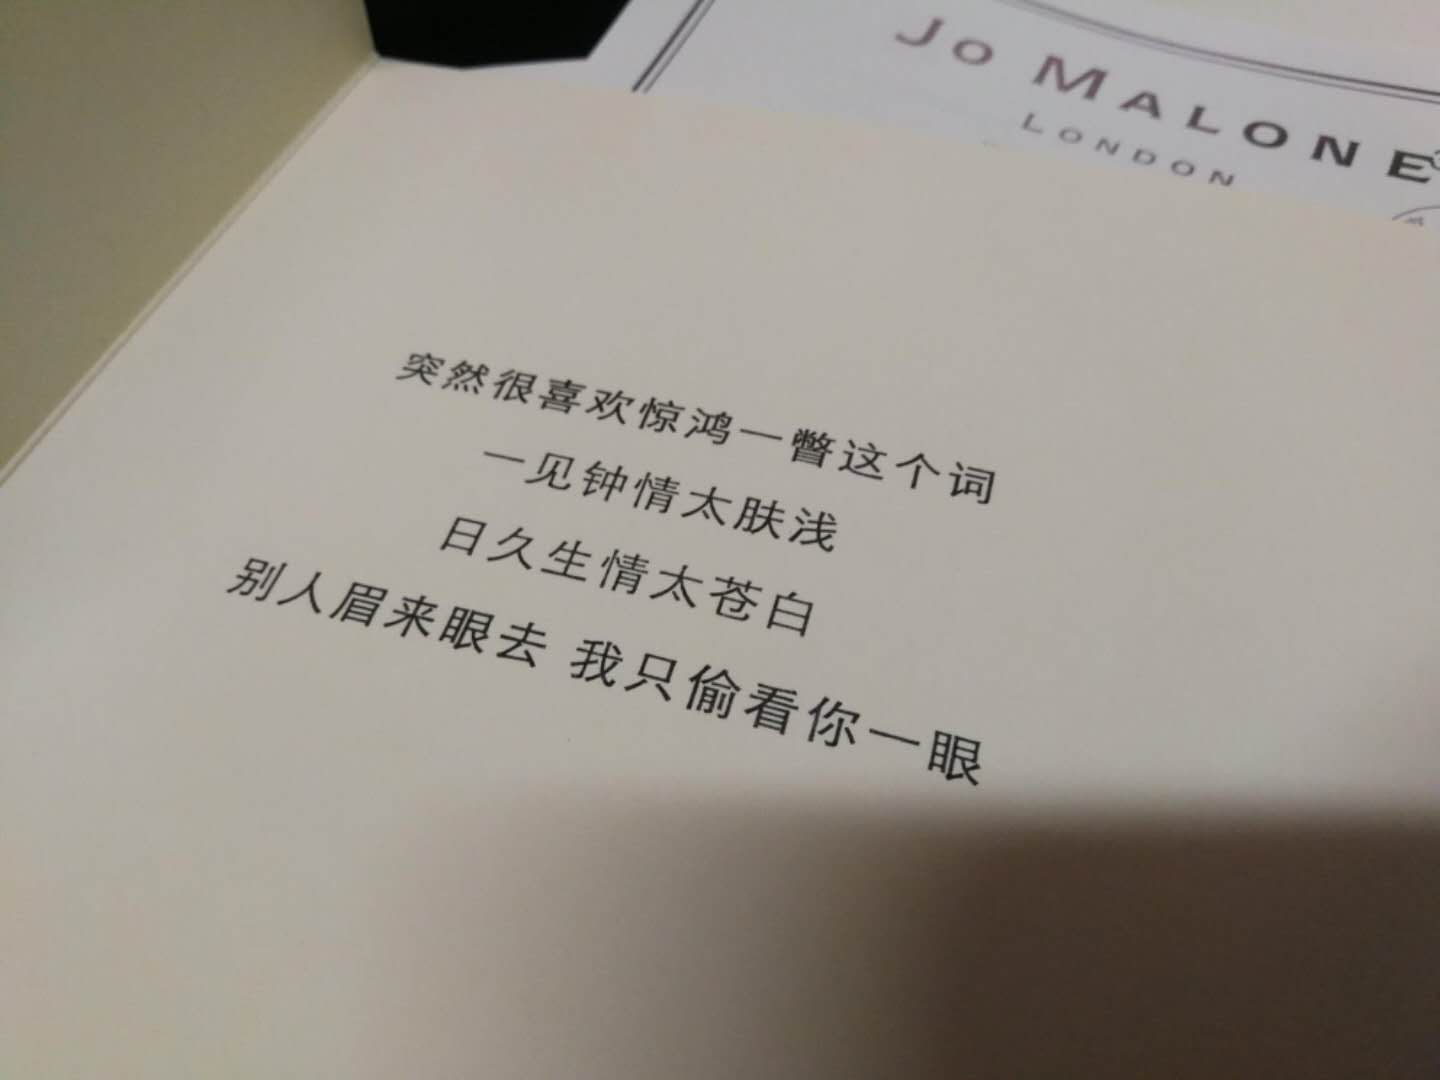 JO MALONE
LONDON
突然很喜欢惊鸿一瞥这个词
一见钟情太肤浅
日久生情太苍白
别人眉来眼去 我只偷看你一眼